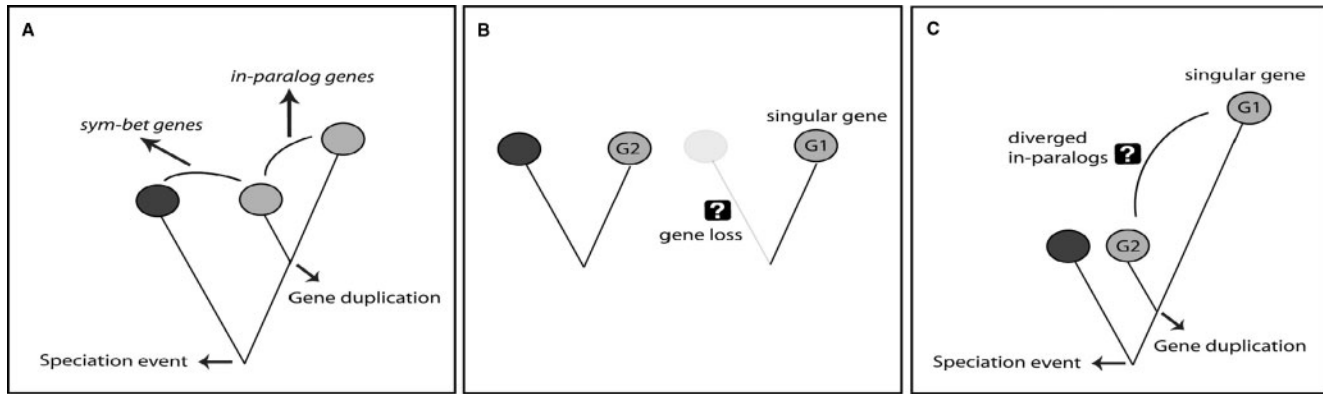 A
in-paralog genes
sym-bet genes
Gene duplication
Speciation event
B
singular gene
G2
G1
?
gene loss
C
singular gene
G1
diverged
in-paralogs ?
G2
Gene duplication
Speciation event